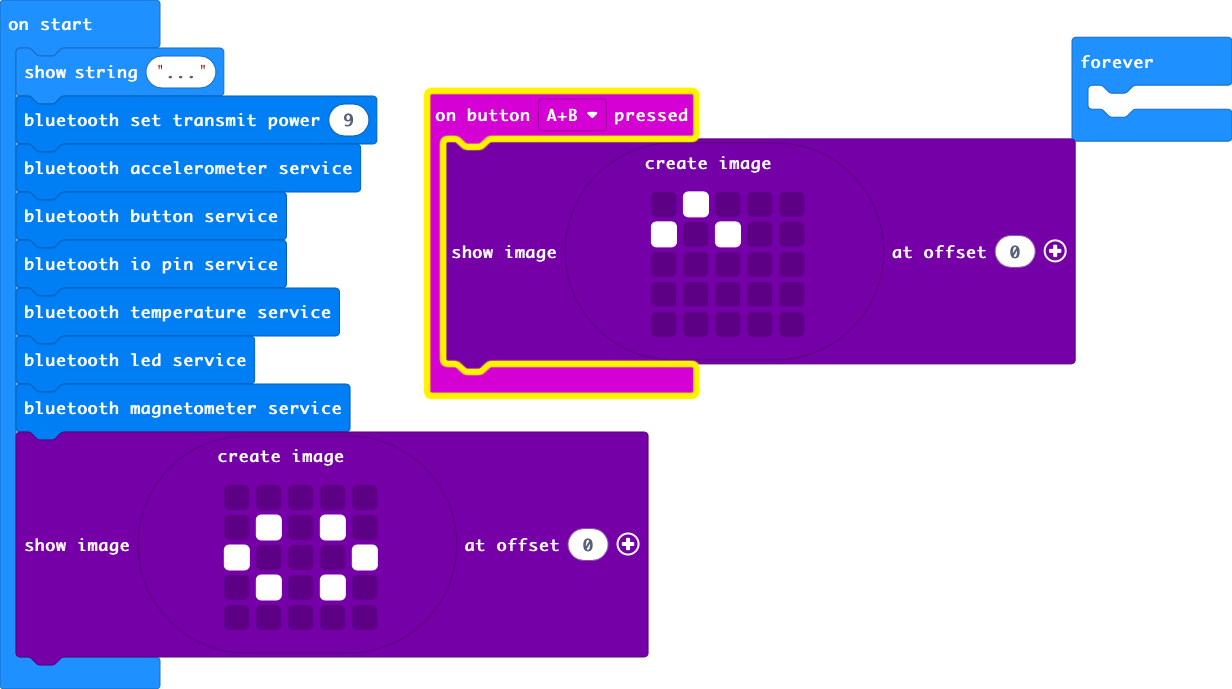 on start
show string "..."
bluetooth set transmit power 9
bluetooth accelerometer service
bluetooth button service
bluetooth io pin service
bluetooth temperature service
bluetooth led service
bluetooth magnetometer service
create image
show image at offset 0
on button A+B pressed
create image
show image at offset 0
forever